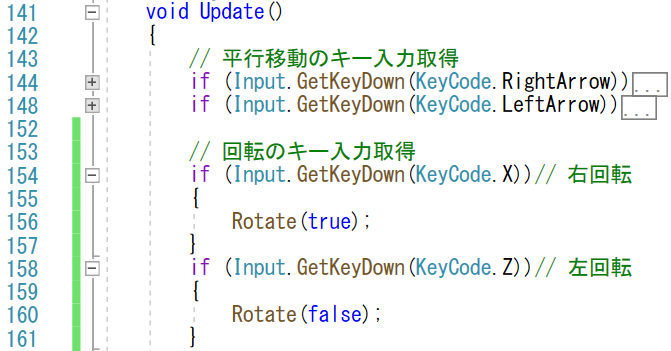 141 void Update()
142 {
143 // 平行移動のキー入力取得
144 if (Input.GetKeyDown(KeyCode.RightArrow))...
148 if (Input.GetKeyDown(KeyCode.LeftArrow))...
152
153 // 回転のキー入力取得
154 if (Input.GetKeyDown(KeyCode.X))// 右回転
155 {
156 Rotate(true);
157 }
158 if (Input.GetKeyDown(KeyCode.Z))// 左回転
159 {
160 Rotate(false);
161 }